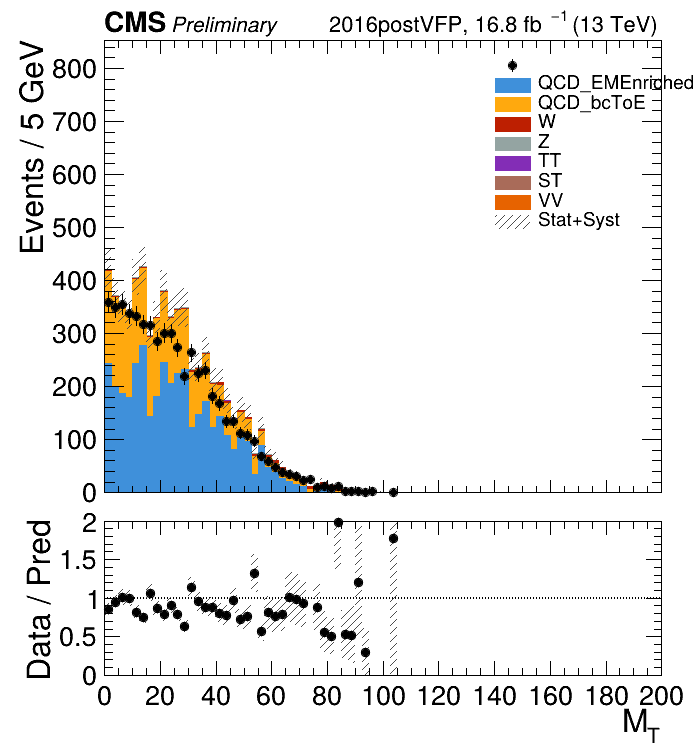 CMS Preliminary 2016postVFP, 16.8 fb⁻¹ (13 TeV)
Events / 5 GeV
800
700
600
500
400
300
200
100
0
QCD_EMEnriched
QCD_bcToE
W
Z
TT
ST
VV
Stat+Syst
Data / Pred
2
1.5
1
0.5
0
0 20 40 60 80 100 120 140 160 180 200
M_T